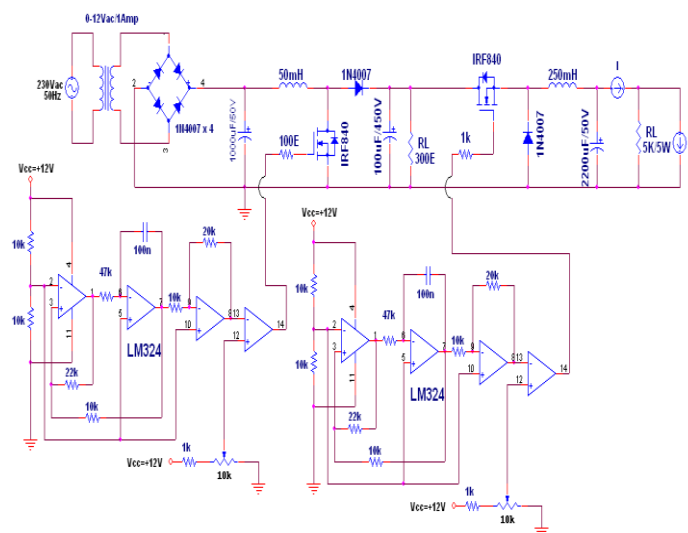 0-12Vac/1Amp
230Vac
50Hz
2
4
3
1
1N4007 x 4
1000uF/50V
50mH
100E
IRF840
1N4007
100uF/450V
RL
300E
IRF840
1k
1N4007
250mH
2200uF/50V
I
RL
5K/5W
Vcc=+12V
10k
10k
4
11
2
3
1
47k
100n
6
5
7
10k
20k
9
10
8
13
12
14
LM324
22k
10k
Vcc=+12V
1k
10k
Vcc=+12V
10k
10k
4
11
2
3
1
47k
100n
6
5
7
10k
20k
9
10
8
13
12
14
LM324
22k
10k
Vcc=+12V
1k
10k